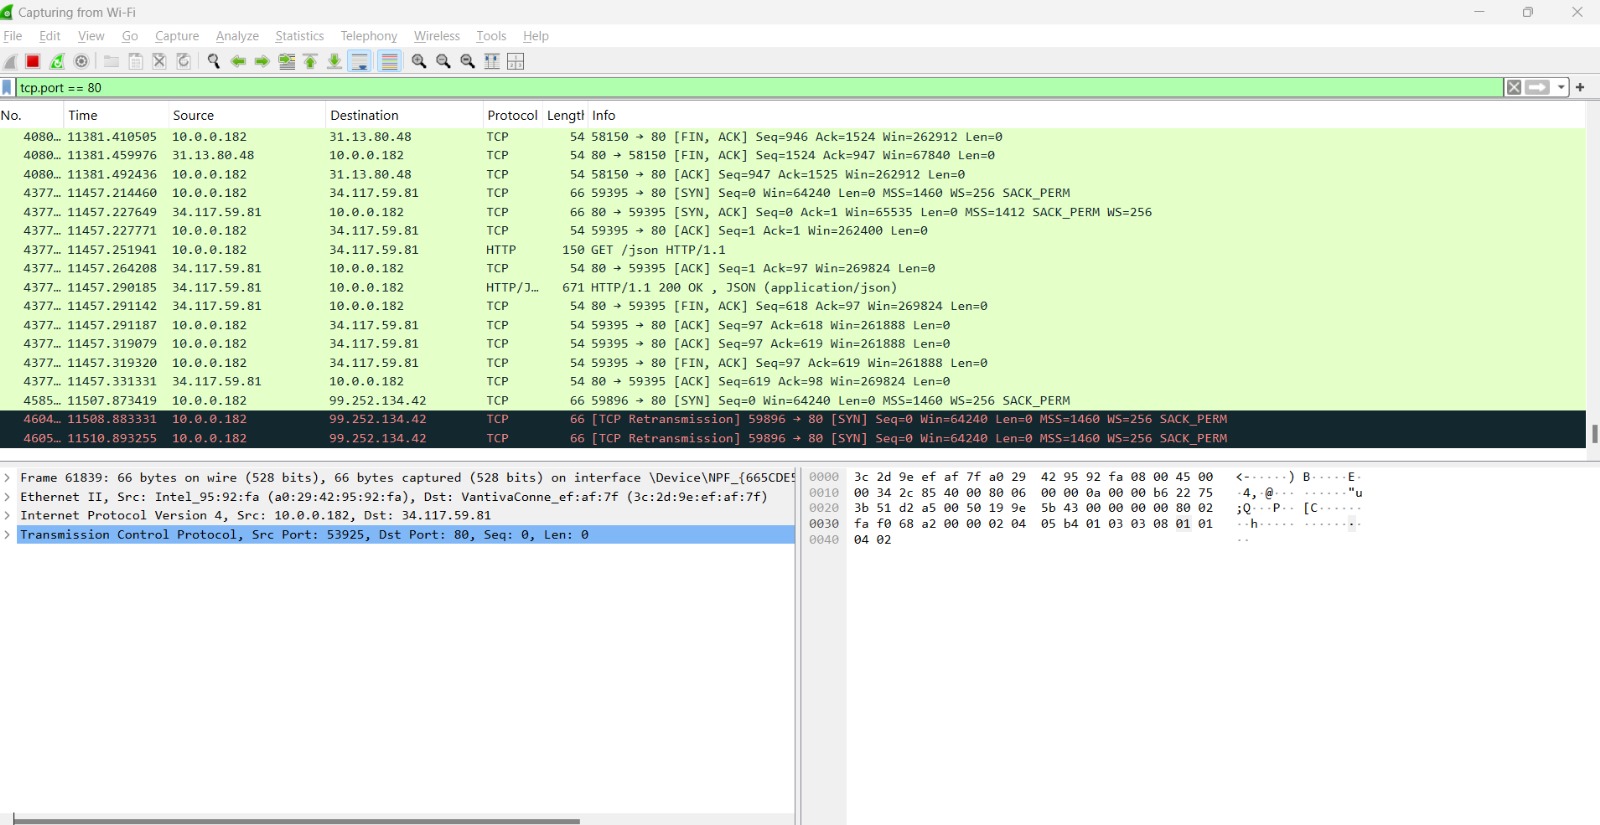 Capturing from Wi-Fi
File Edit View Go Capture Analyze Statistics Telephony Wireless Tools Help
tcp.port == 80
No. Time Source Destination Protocol Length Info
4080… 11381.410505 10.0.0.182 31.13.80.48 TCP 54 58150 → 80 [FIN, ACK] Seq=946 Ack=1524 Win=262912 Len=0
4080… 11381.459976 31.13.80.48 10.0.0.182 TCP 54 80 → 58150 [FIN, ACK] Seq=1524 Ack=947 Win=67840 Len=0
4080… 11381.492436 10.0.0.182 31.13.80.48 TCP 54 58150 → 80 [ACK] Seq=947 Ack=1525 Win=262912 Len=0
4377… 11457.214460 10.0.0.182 34.117.59.81 TCP 66 59395 → 80 [SYN] Seq=0 Win=64240 Len=0 MSS=1460 WS=256 SACK_PERM
4377… 11457.227649 34.117.59.81 10.0.0.182 TCP 66 80 → 59395 [SYN, ACK] Seq=0 Ack=1 Win=65535 Len=0 MSS=1412 SACK_PERM WS=256
4377… 11457.227771 10.0.0.182 34.117.59.81 TCP 54 59395 → 80 [ACK] Seq=1 Ack=1 Win=262400 Len=0
4377… 11457.251941 10.0.0.182 34.117.59.81 HTTP 150 GET /json HTTP/1.1
4377… 11457.264208 34.117.59.81 10.0.0.182 TCP 54 80 → 59395 [ACK] Seq=1 Ack=97 Win=269824 Len=0
4377… 11457.290185 34.117.59.81 10.0.0.182 HTTP/J… 671 HTTP/1.1 200 OK , JSON (application/json)
4377… 11457.291142 34.117.59.81 10.0.0.182 TCP 54 80 → 59395 [FIN, ACK] Seq=618 Ack=97 Win=269824 Len=0
4377… 11457.291187 10.0.0.182 34.117.59.81 TCP 54 59395 → 80 [ACK] Seq=97 Ack=618 Win=261888 Len=0
4377… 11457.319079 10.0.0.182 34.117.59.81 TCP 54 59395 → 80 [ACK] Seq=97 Ack=619 Win=261888 Len=0
4377… 11457.319320 10.0.0.182 34.117.59.81 TCP 54 59395 → 80 [FIN, ACK] Seq=97 Ack=619 Win=261888 Len=0
4377… 11457.331331 34.117.59.81 10.0.0.182 TCP 54 80 → 59395 [ACK] Seq=619 Ack=98 Win=269824 Len=0
4585… 11507.873419 10.0.0.182 99.252.134.42 TCP 66 59896 → 80 [SYN] Seq=0 Win=64240 Len=0 MSS=1460 WS=256 SACK_PERM
4604… 11508.883331 10.0.0.182 99.252.134.42 TCP 66 [TCP Retransmission] 59896 → 80 [SYN] Seq=0 Win=64240 Len=0 MSS=1460 WS=256 SACK_PERM
4605… 11510.893255 10.0.0.182 99.252.134.42 TCP 66 [TCP Retransmission] 59896 → 80 [SYN] Seq=0 Win=64240 Len=0 MSS=1460 WS=256 SACK_PERM
Frame 61839: 66 bytes on wire (528 bits), 66 bytes captured (528 bits) on interface \Device\NPF_{665CDE5
Ethernet II, Src: Intel_95:92:fa (a0:29:42:95:92:fa), Dst: VantivaConne_ef:af:7f (3c:2d:9e:ef:af:7f)
Internet Protocol Version 4, Src: 10.0.0.182, Dst: 34.117.59.81
Transmission Control Protocol, Src Port: 53925, Dst Port: 80, Seq: 0, Len: 0
0000 3c 2d 9e ef af 7f a0 29 42 95 92 fa 08 00 45 00 <-·····) B·····E·
0010 00 34 2c 85 40 00 80 06 00 00 0a 00 00 b6 22 75 ·4,·@··· ······"u
0020 3b 51 d2 a5 00 50 19 9e 5b 43 00 00 00 00 80 02 ;Q···P·· [C······
0030 fa f0 68 a2 00 00 02 04 05 b4 01 03 03 08 01 01 ··h····· ········
0040 04 02 ··